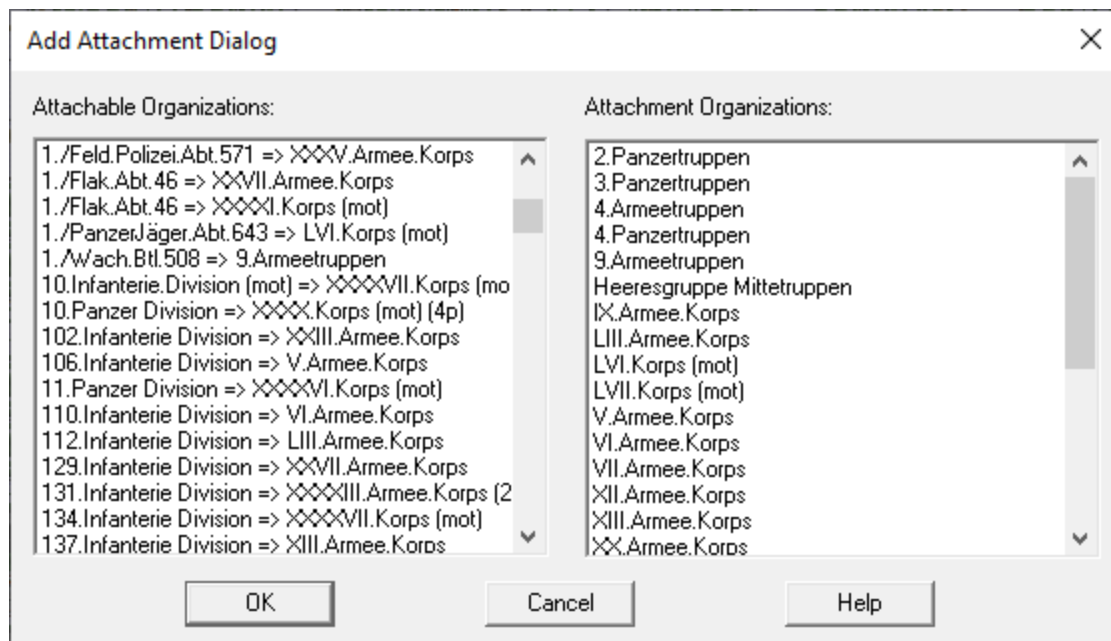 Add Attachment Dialog
Attachable Organizations:
1./Feld.Polizei.Abt.571 => XXXV.Armee.Korps
1./Flak.Abt.46 => XXVII.Armee.Korps
1./Flak.Abt.46 => XXXXI.Korps (mot)
1./PanzerJäger.Abt.643 => LVI.Korps (mot)
1./Wach.Btl.508 => 9.Armeetruppen
10.Infanterie.Division (mot) => XXXXVII.Korps (mo
10.Panzer Division => XXXX.Korps (mot) (4p)
102.Infanterie Division => XXIII.Armee.Korps
106.Infanterie Division => V.Armee.Korps
11.Panzer Division => XXXXVI.Korps (mot)
110.Infanterie Division => VI.Armee.Korps
112.Infanterie Division => LIII.Armee.Korps
129.Infanterie Division => XXVII.Armee.Korps
131.Infanterie Division => XXXXIII.Armee.Korps (2
134.Infanterie Division => XXXXVII.Korps (mot)
137.Infanterie Division => XIII.Armee.Korps
Attachment Organizations:
2.Panzertruppen
3.Panzertruppen
4.Armeetruppen
4.Panzertruppen
9.Armeetruppen
Heeresgruppe Mittetruppen
IX.Armee.Korps
LIII.Armee.Korps
LVI.Korps (mot)
LVII.Korps (mot)
V.Armee.Korps
VI.Armee.Korps
VII.Armee.Korps
XII.Armee.Korps
XIII.Armee.Korps
XX.Armee.Korps
OK
Cancel
Help